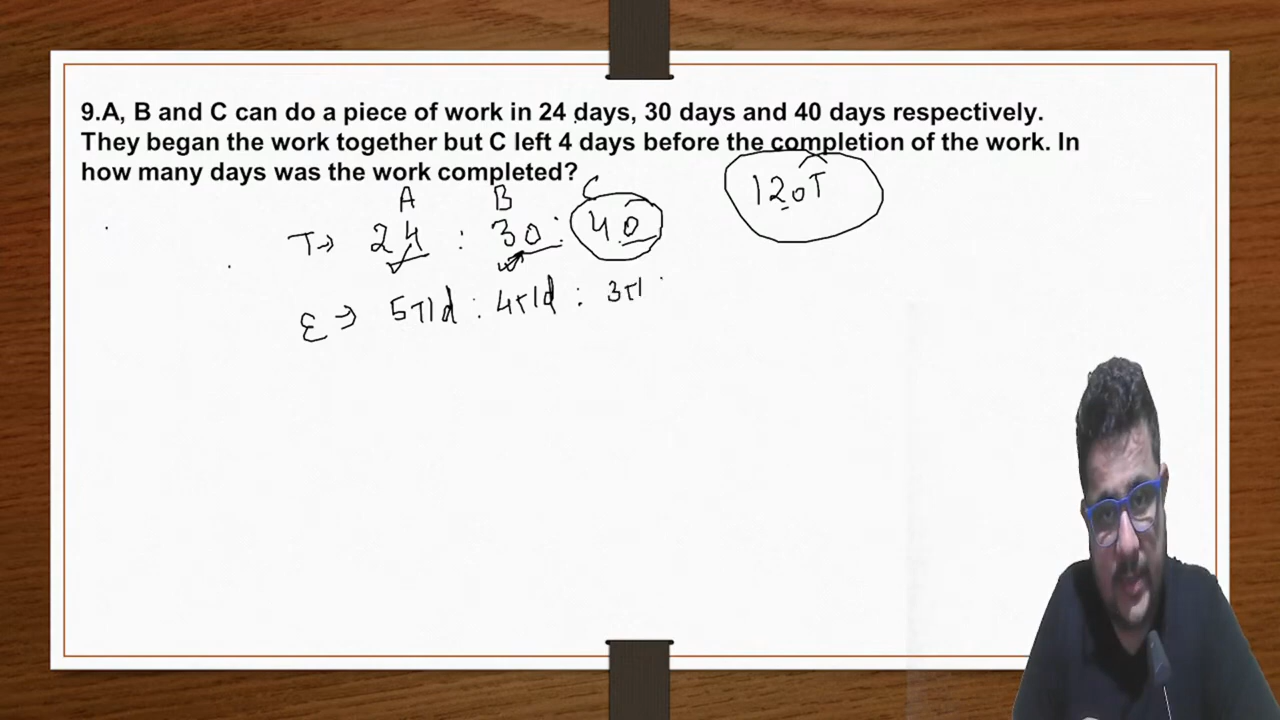 9.A, B and C can do a piece of work in 24 days, 30 days and 40 days respectively.
They began the work together but C left 4 days before the completion of the work. In
how many days was the work completed?
A B C
120T
T→ 24 : 30 : 40
E→ 5T/d : 4T/d : 3T/